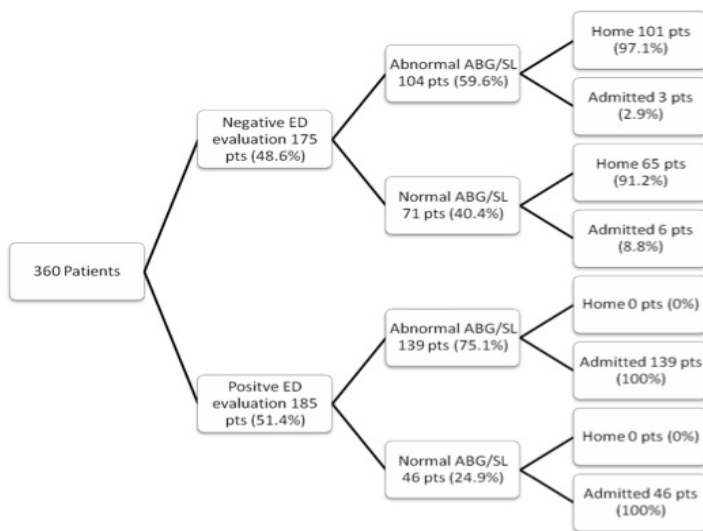 360 Patients
Negative ED
evaluation 175
pts (48.6%)
Abnormal ABG/SL
104 pts (59.6%)
Home 101 pts
(97.1%)
Admitted 3 pts
(2.9%)
Normal ABG/SL
71 pts (40.4%)
Home 65 pts
(91.2%)
Admitted 6 pts
(8.8%)
Positve ED
evaluation 185
pts (51.4%)
Abnormal ABG/SL
139 pts (75.1%)
Home 0 pts (0%)
Admitted 139 pts
(100%)
Normal ABG/SL
46 pts (24.9%)
Home 0 pts (0%)
Admitted 46 pts
(100%)